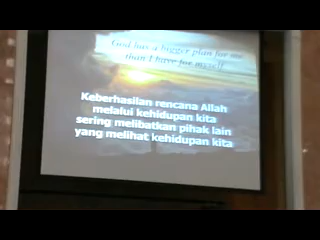 God has a bigger plan for me
than I have for myself.
Keberhasilan rencana Allah
melalui kehidupan kita
sering melibatkan pihak lain
yang melihat kehidupan kita